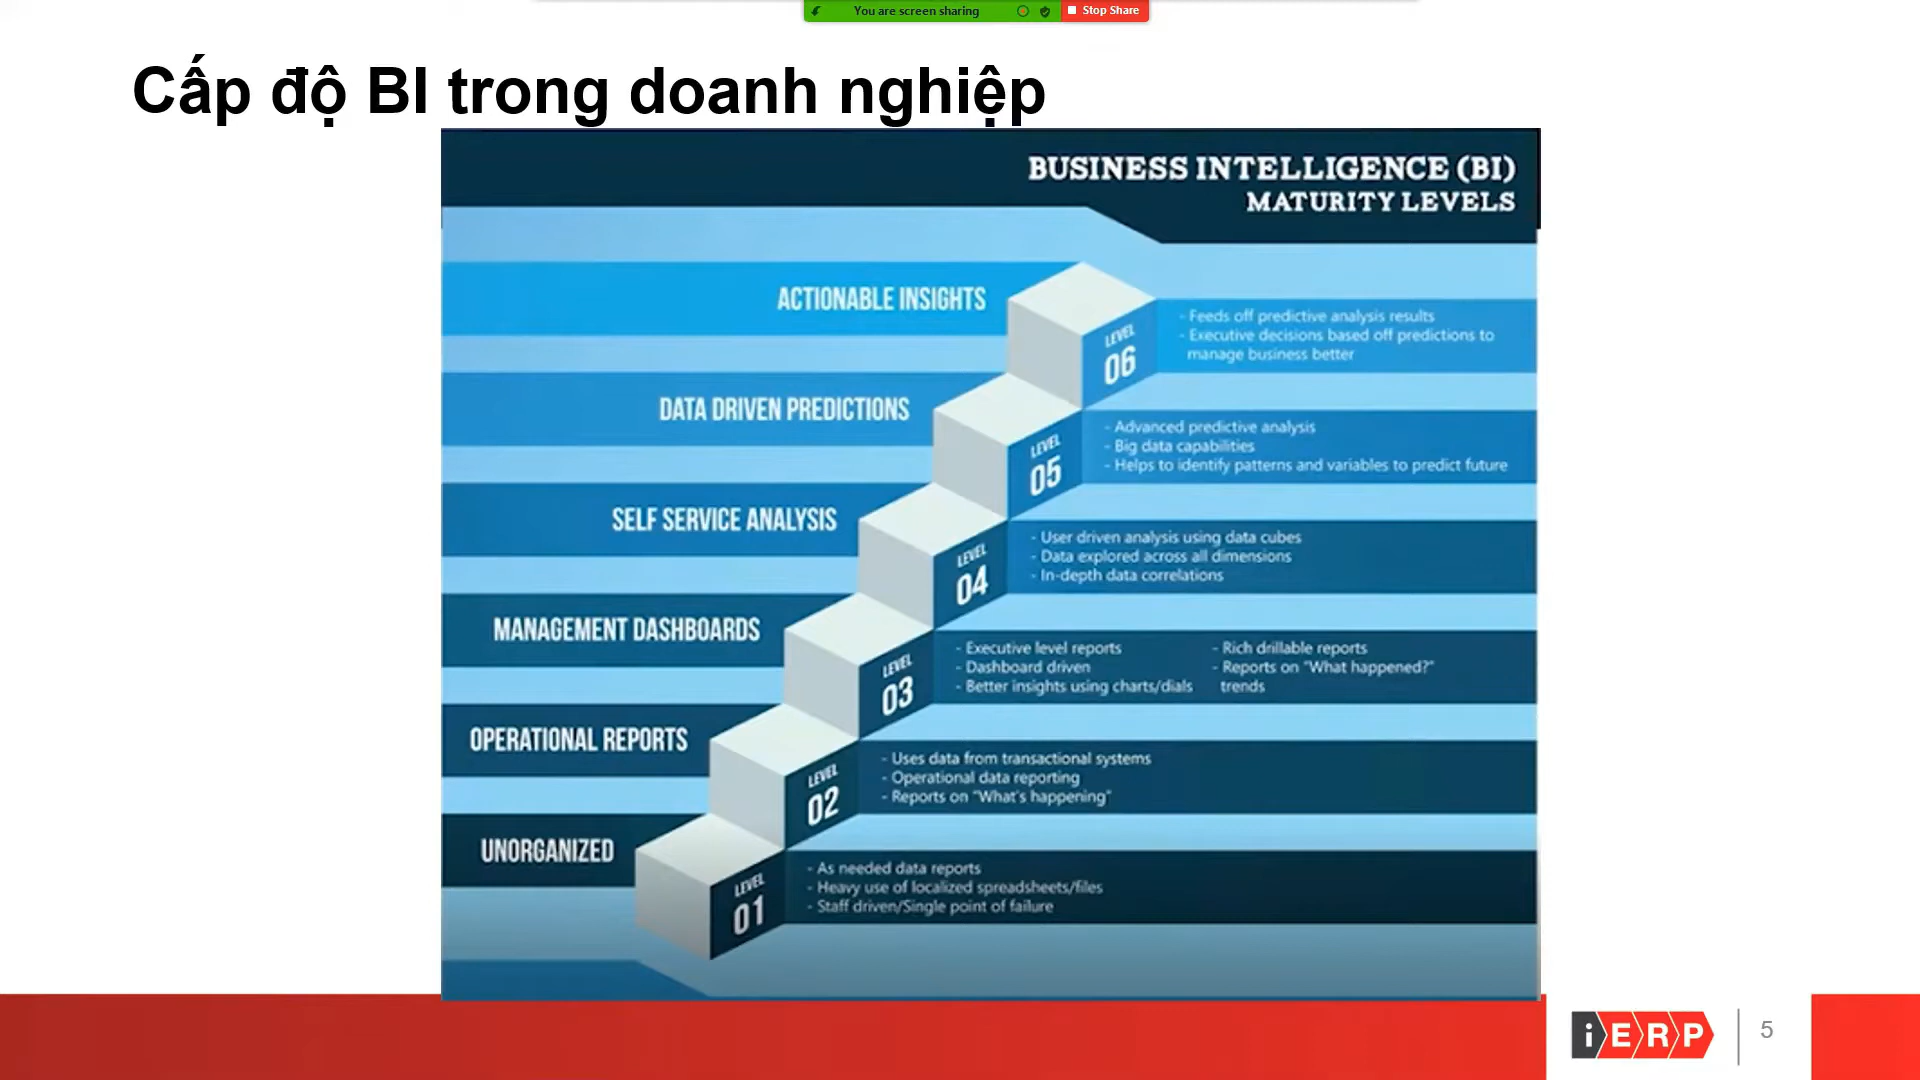 You are screen sharing
Stop Share
Cấp độ BI trong doanh nghiệp
BUSINESS INTELLIGENCE (BI)
MATURITY LEVELS
ACTIONABLE INSIGHTS
LEVEL
06
- Feeds off predictive analysis results
- Executive decisions based off predictions to
manage business better
DATA DRIVEN PREDICTIONS
LEVEL
05
- Advanced predictive analysis
- Big data capabilities
- Helps to identify patterns and variables to predict future
SELF SERVICE ANALYSIS
LEVEL
04
- User driven analysis using data cubes
- Data explored across all dimensions
- In-depth data correlations
MANAGEMENT DASHBOARDS
LEVEL
03
- Executive level reports
- Dashboard driven
- Better insights using charts/dials
- Rich drillable reports
- Reports on "What happened?"
trends
OPERATIONAL REPORTS
LEVEL
02
- Uses data from transactional systems
- Operational data reporting
- Reports on "What's happening"
UNORGANIZED
LEVEL
01
- As needed data reports
- Heavy use of localized spreadsheets/files
- Staff driven/Single point of failure
iERP
5